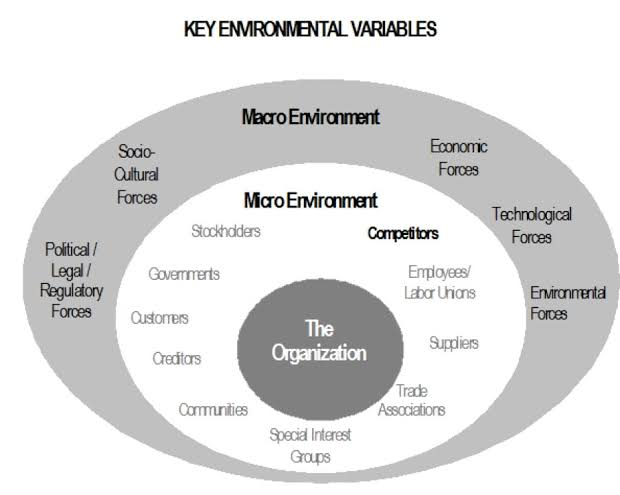 KEY ENVIRONMENTAL VARIABLES
Macro Environment
Socio-
Cultural
Forces
Economic
Forces
Political /
Legal /
Regulatory
Forces
Technological
Forces
Environmental
Forces
Micro Environment
Stockholders
Competitors
Governments
Employees/
Labor Unions
Customers
Suppliers
Creditors
Trade
Associations
Communities
Special Interest
Groups
The
Organization